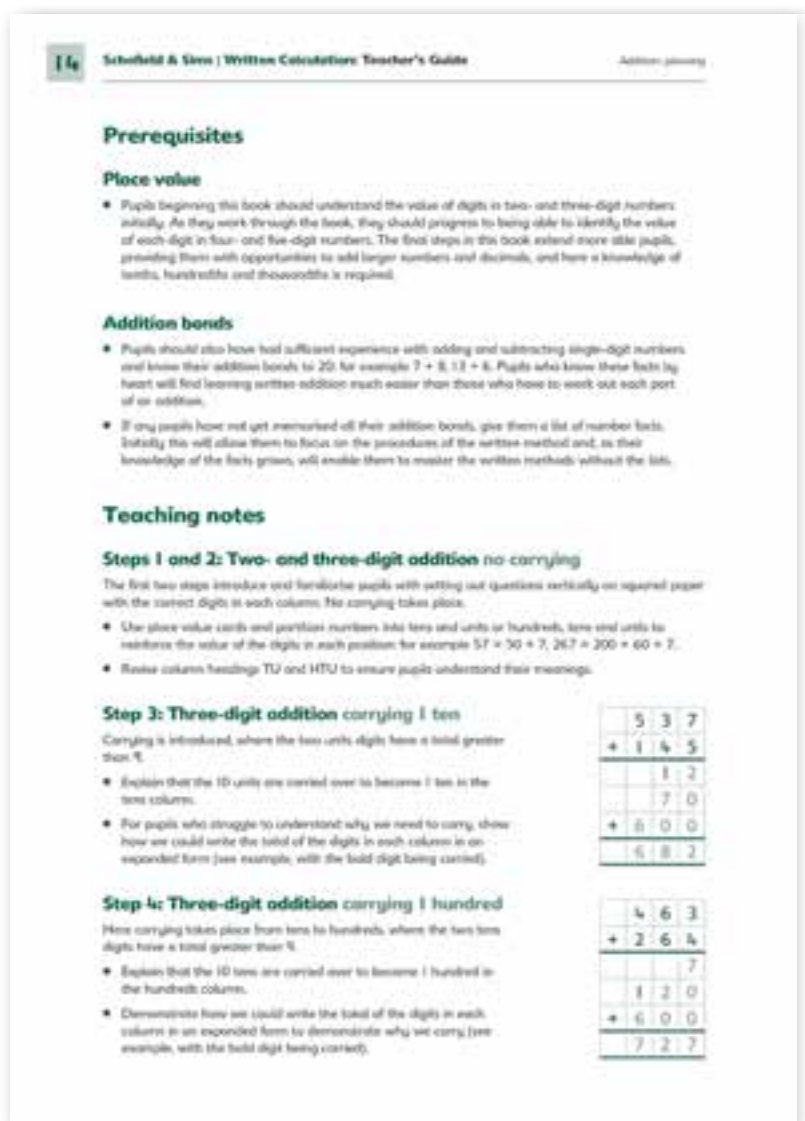 14
Schofield & Sims | Written Calculation: Teacher's Guide
Addition: planning
Prerequisites
Place value
• Pupils beginning this book should understand the value of digits in two- and three-digit numbers
initially. As they work through the book, they should progress to being able to identify the value
of each digit in four- and five-digit numbers. The final steps in this book extend more able pupils,
providing them with opportunities to add larger numbers and decimals, and here a knowledge of
tenths, hundredths and thousandths is required.
Addition bonds
• Pupils should also have had sufficient experience with adding and subtracting single-digit numbers
and know their addition bonds to 20: for example 7 + 8, 13 + 6. Pupils who know these facts by
heart will find learning written addition much easier than those who have to work out each part
of an addition.
• If any pupils have not yet memorised all their addition bonds, give them a list of number facts.
Initially this will allow them to focus on the procedures of the written method and, as their
knowledge of the facts grows, will enable them to master the written methods without the lists.
Teaching notes
Steps 1 and 2: Two- and three-digit addition no carrying
The first two steps introduce and familiarise pupils with setting out questions vertically on squared paper
with the correct digits in each column. No carrying takes place.
• Use place value cards and partition numbers into tens and units or hundreds, tens and units to
reinforce the value of the digits in each position: for example 57 = 50 + 7, 267 = 200 + 60 + 7.
• Revise column headings TU and HTU to ensure pupils understand their meanings.
Step 3: Three-digit addition carrying 1 ten
Carrying is introduced, where the two units digits have a total greater
than 9.
• Explain that the 10 units are carried over to become 1 ten in the
tens column.
• For pupils who struggle to understand why we need to carry, show
how we could write the total of the digits in each column in an
expanded form (see example, with the bold digit being carried).
5 3 7
+ 1 4 5
1 2
7 0
+ 6 0 0
6 8 2
Step 4: Three-digit addition carrying 1 hundred
Here carrying takes place from tens to hundreds, where the two tens
digits have a total greater than 9.
• Explain that the 10 tens are carried over to become 1 hundred in
the hundreds column.
• Demonstrate how we could write the total of the digits in each
column in an expanded form to demonstrate why we carry (see
example, with the bold digit being carried).
4 6 3
+ 2 6 4
7
1 2 0
+ 6 0 0
7 2 7